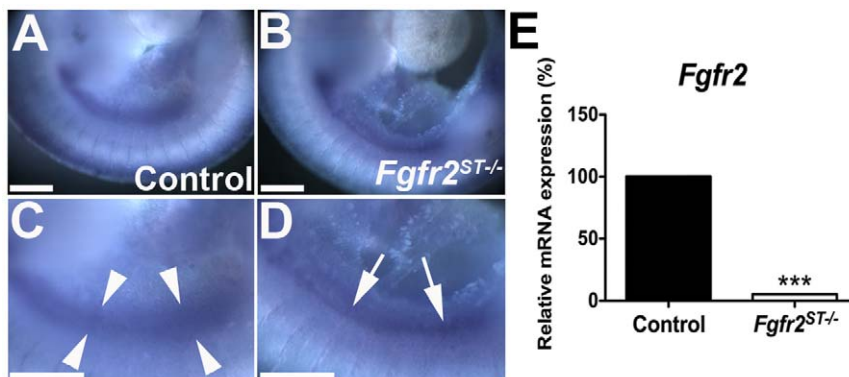 A
Control
B
Fgfr2ST-/-
C
D
E
Fgfr2
Relative mRNA expression (%)
150
100
50
0
***
Control
Fgfr2ST-/-